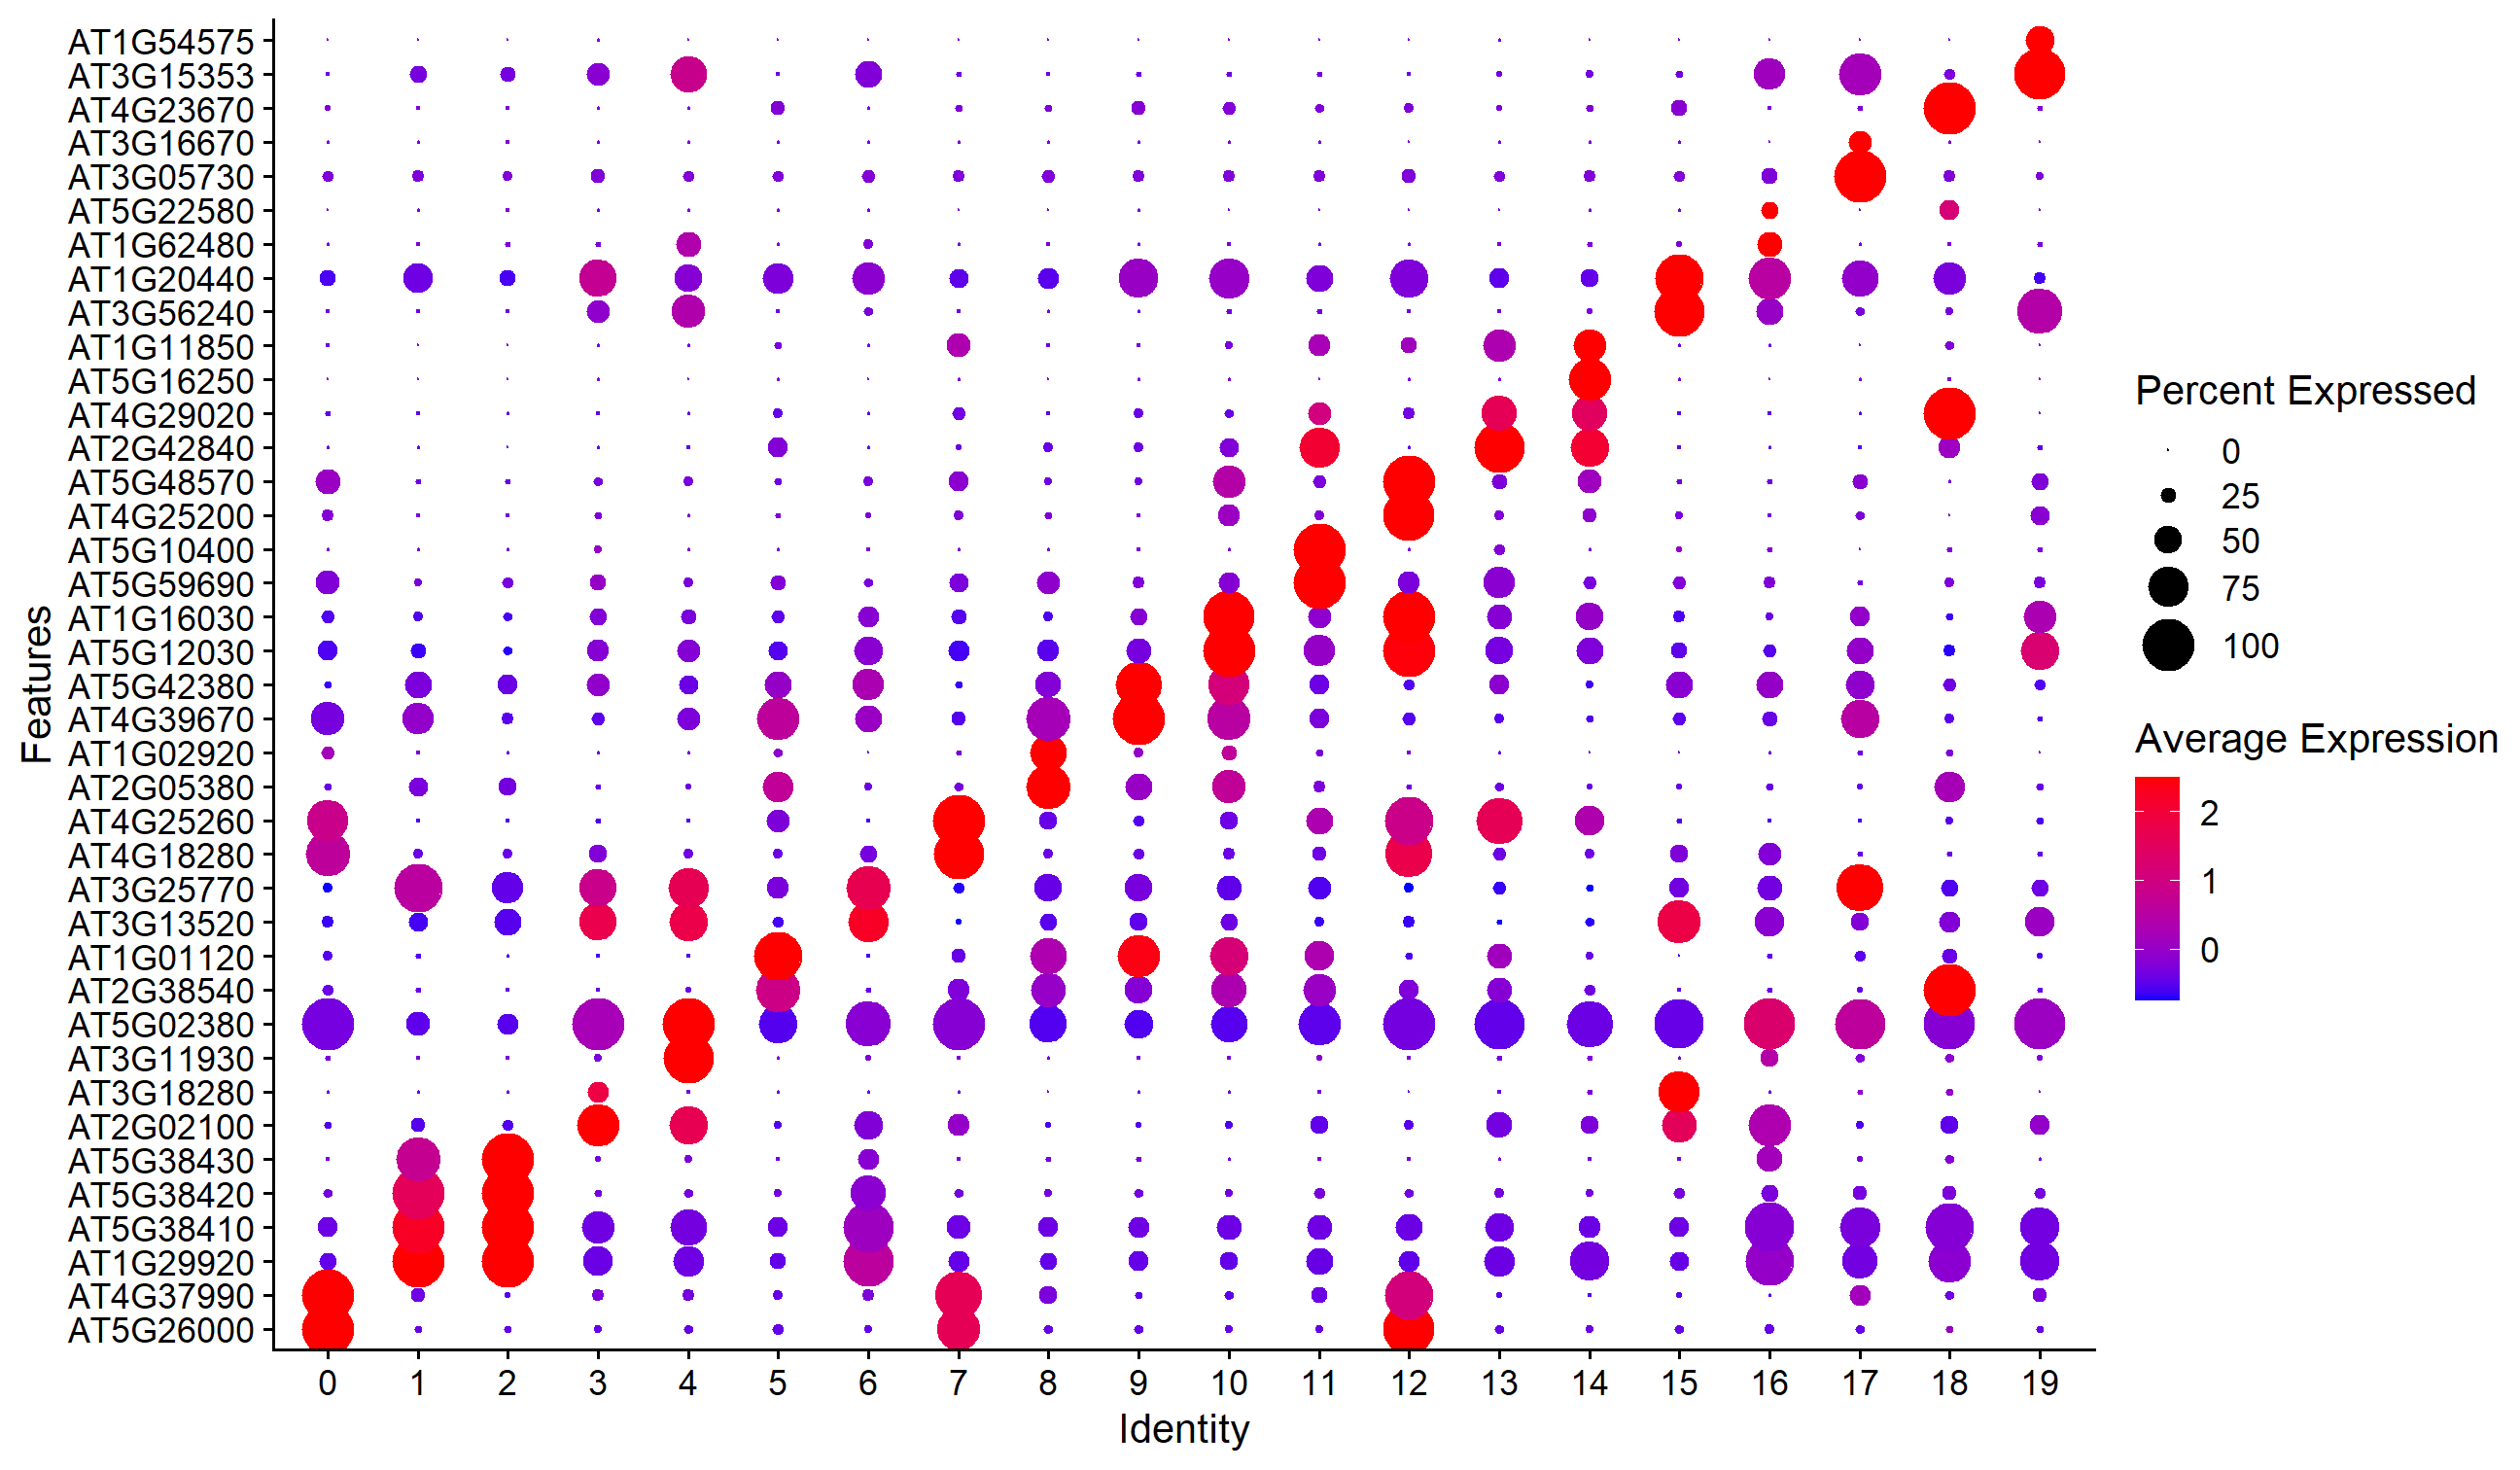 AT1G54575
AT3G15353
AT4G23670
AT3G16670
AT3G05730
AT5G22580
AT1G62480
AT1G20440
AT3G56240
AT1G11850
AT5G16250
AT4G29020
AT2G42840
AT5G48570
AT4G25200
AT5G10400
AT5G59690
AT1G16030
AT5G12030
AT5G42380
AT4G39670
AT1G02920
AT2G05380
AT4G25260
AT4G18280
AT3G25770
AT3G13520
AT1G01120
AT2G38540
AT5G02380
AT3G11930
AT3G18280
AT2G02100
AT5G38430
AT5G38420
AT5G38410
AT1G29920
AT4G37990
AT5G26000
Features
0 1 2 3 4 5 6 7 8 9 10 11 12 13 14 15 16 17 18 19
Identity
Percent Expressed
0
25
50
75
100
Average Expression
2
1
0